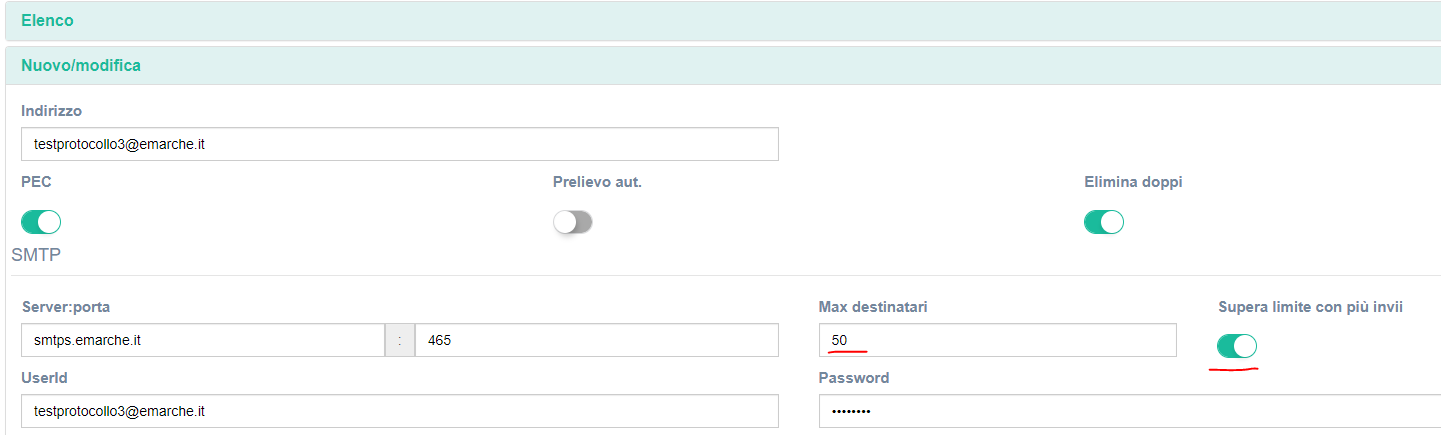 Elenco
Nuovo/modifica
Indirizzo
testprotocollo3@emarche.it
PEC Prelievo aut. Elimina doppi
SMTP
Server:porta Max destinatari Supera limite con più invii
smtps.emarche.it : 465 50
UserId Password
testprotocollo3@emarche.it ••••••••